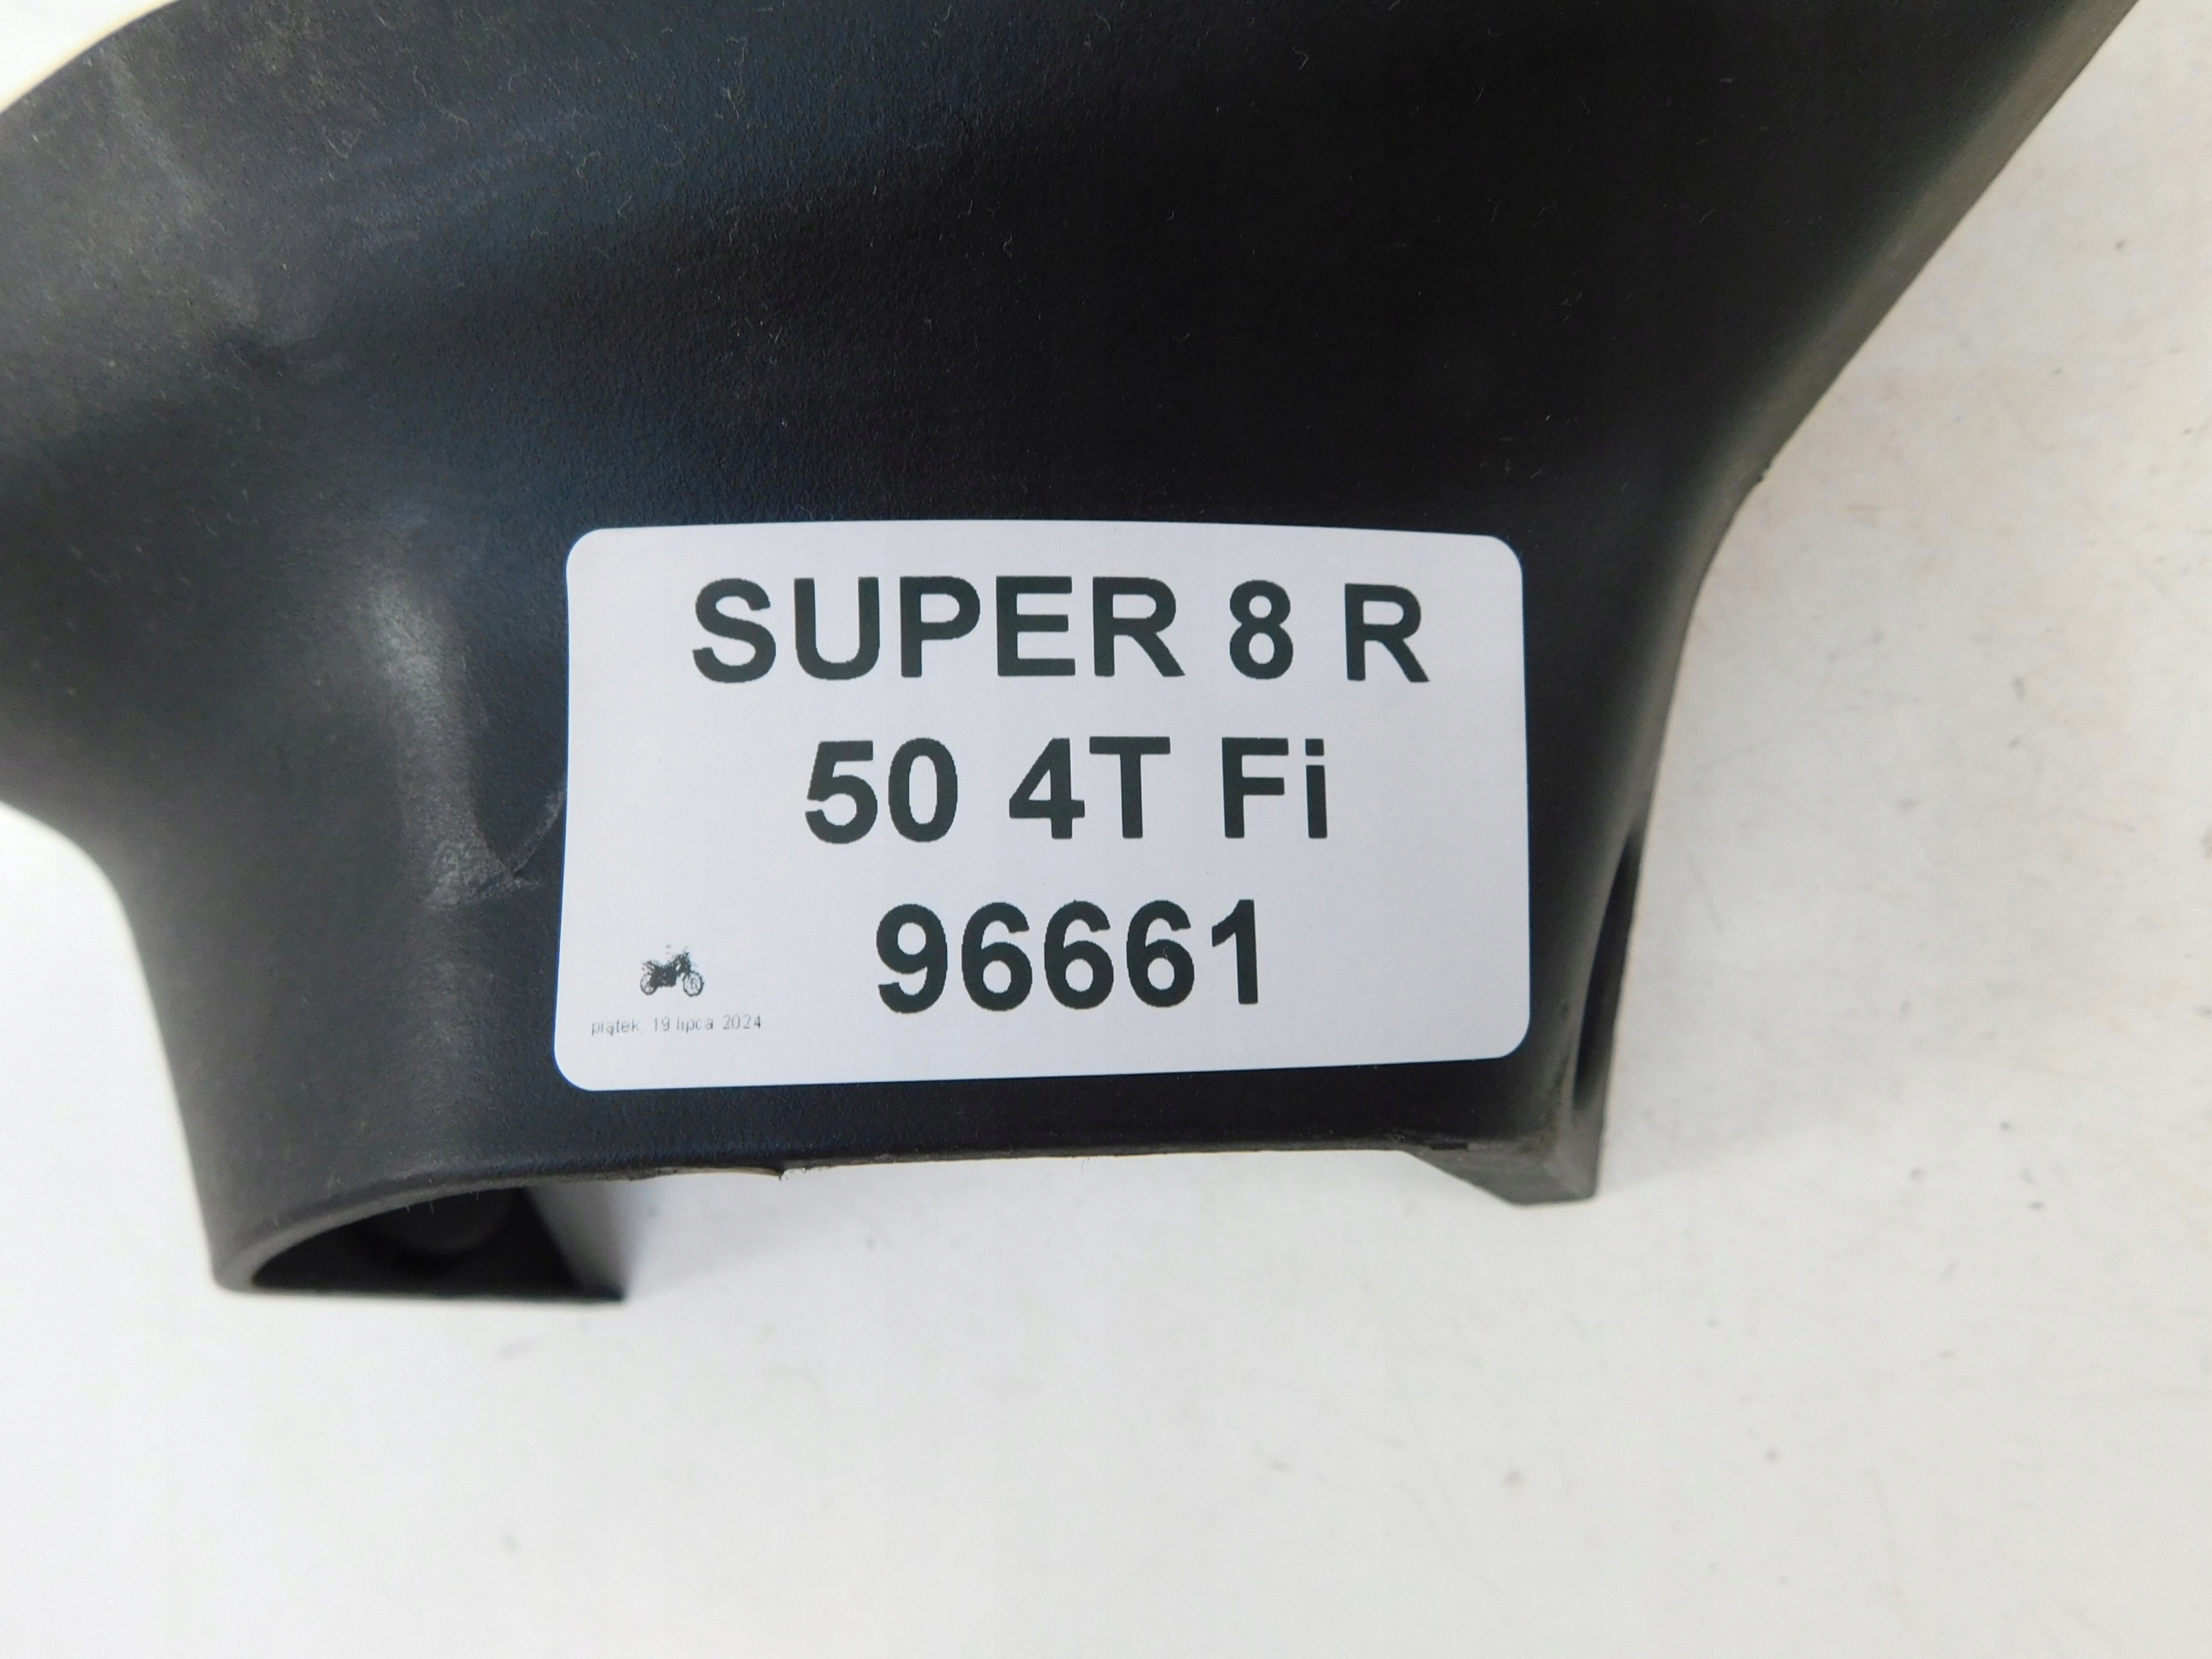 SUPER 8 R
50 4T Fi
96661
piątek, 19 lipca 2024